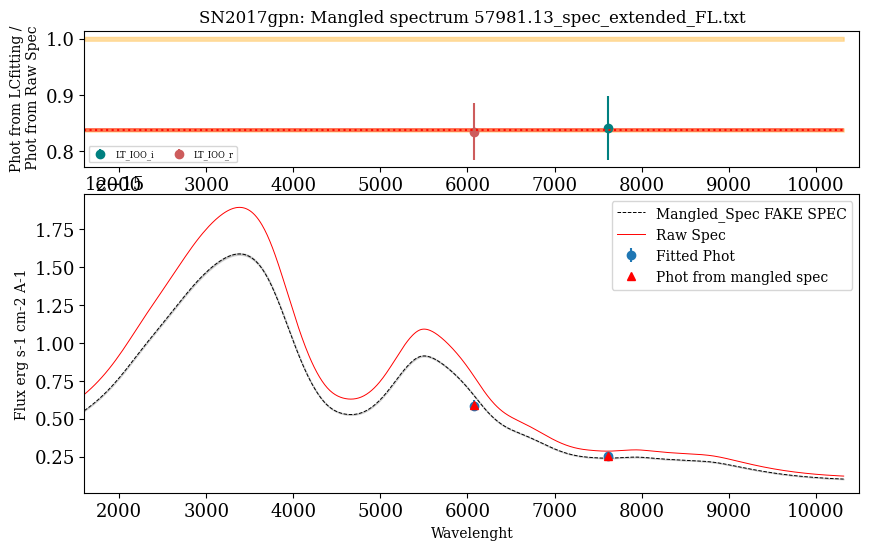 SN2017gpn: Mangled spectrum 57981.13_spec_extended_FL.txt
Phot from LCfitting /
Phot from Raw Spec
1.0
0.9
0.8
LT_IOO_i LT_IOO_r
2000 3000 4000 5000 6000 7000 8000 9000 10000
1e−15
Flux erg s-1 cm-2 A-1
1.75
1.50
1.25
1.00
0.75
0.50
0.25
Mangled_Spec FAKE SPEC
Raw Spec
Fitted Phot
Phot from mangled spec
2000 3000 4000 5000 6000 7000 8000 9000 10000
Wavelenght